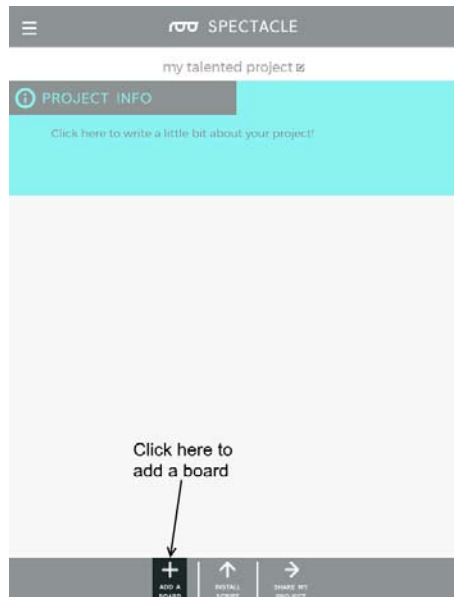 SPECTACLE
my talented project
PROJECT INFO
Click here to write a little bit about your project!
Click here to
add a board
ADD A
BOARD
INSTALL
SCRIPT
SHARE MY
PROJECT